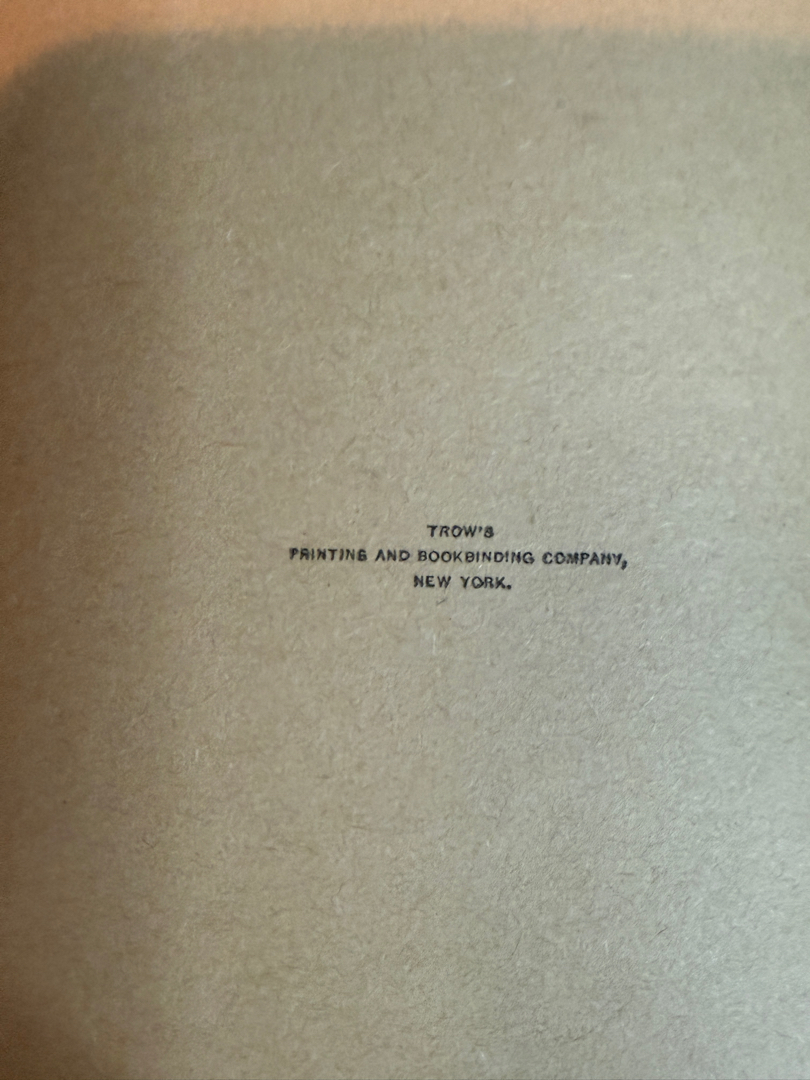 TROW'S
PRINTING AND BOOKBINDING COMPANY,
NEW YORK.